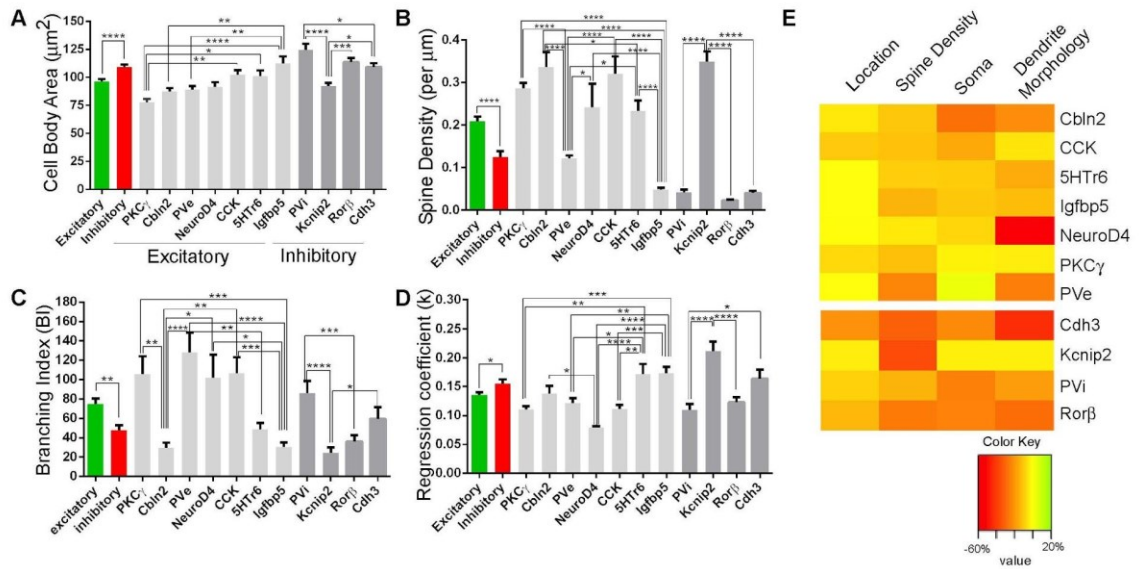 A
Cell Body Area (µm²)
150
125
100
75
50
25
0
****
**
**
****
*
**
*
****
***
Excitatory
Inhibitory
PKCγ
Cbln2
PVe
NeuroD4
CCK
5HTr6
Igfbp5
PVi
Kcnip2
Rorβ
Cdh3
Excitatory
Inhibitory
B
Spine Density (per µm)
0.4
0.3
0.2
0.1
0.0
****
****
****
****
****
*
****
*
*
****
****
****
****
Excitatory
Inhibitory
PKCγ
Cbln2
PVe
NeuroD4
CCK
5HTr6
Igfbp5
PVi
Kcnip2
Rorβ
Cdh3
C
Branching Index (BI)
180
160
140
120
100
80
60
40
20
0
**
***
**
*
****
**
****
**
*
***
***
****
*
excitatory
inhibitory
PKCγ
Cbln2
PVe
NeuroD4
CCK
5HTr6
Igfbp5
PVi
Kcnip2
Rorβ
Cdh3
D
Regression coefficient (k)
0.30
0.25
0.20
0.15
0.10
0.05
0.00
*
***
**
**
****
*
***
****
**
*
*
****
****
Excitatory
Inhibitory
PKCγ
Cbln2
PVe
NeuroD4
CCK
5HTr6
Igfbp5
PVi
Kcnip2
Rorβ
Cdh3
E
Location
Spine Density
Soma
Dendrite
Morphology
Cbln2
CCK
5HTr6
Igfbp5
NeuroD4
PKCγ
PVe
Cdh3
Kcnip2
PVi
Rorβ
Color Key
-60% 20%
value